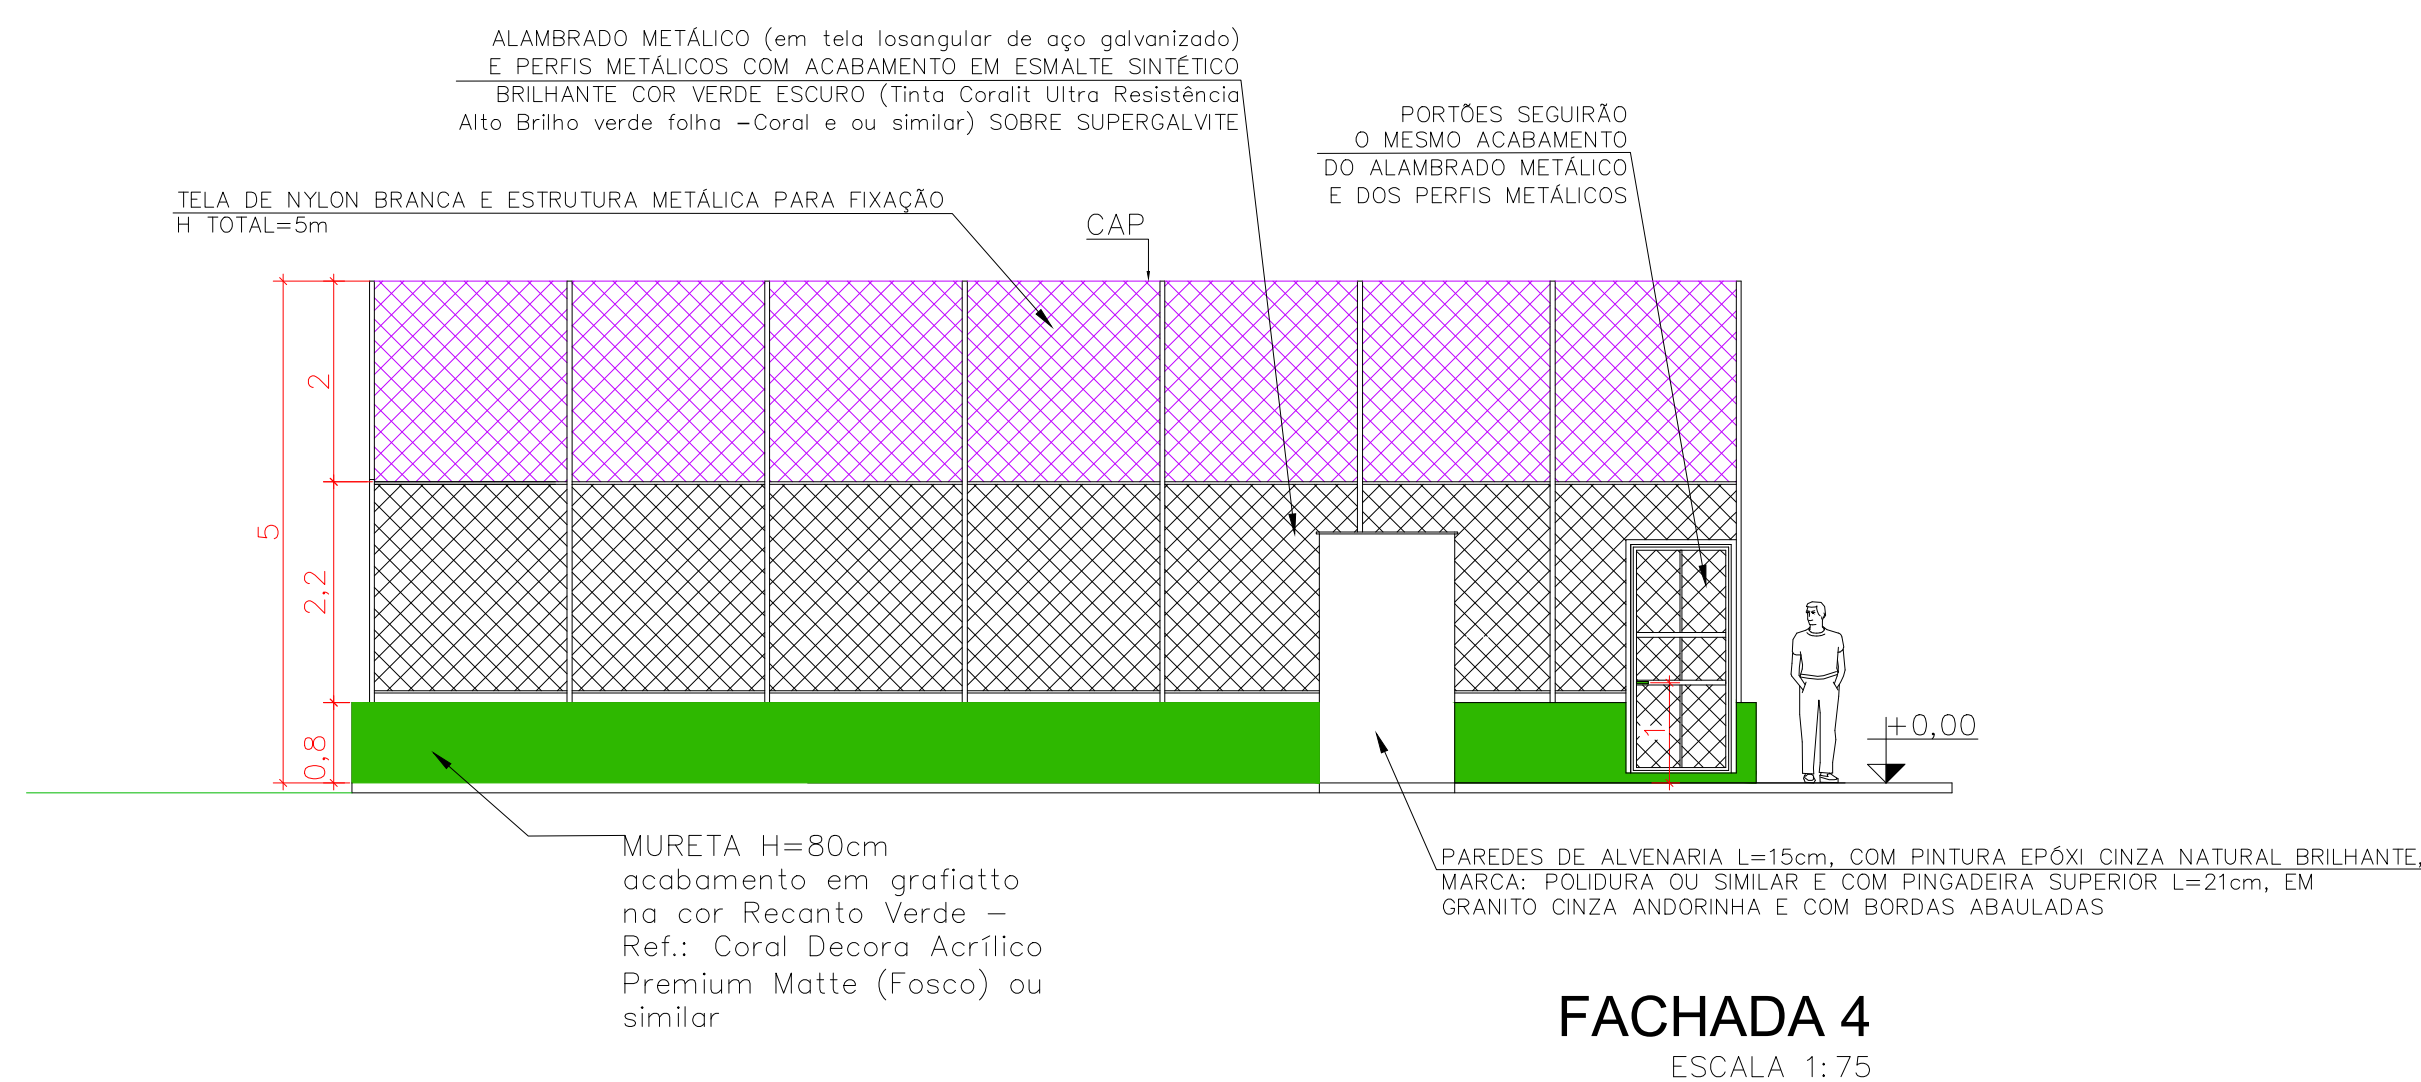 ALAMBRADO METÁLICO (em tela losangular de aço galvanizado)
E PERFIS METÁLICOS COM ACABAMENTO EM ESMALTE SINTÉTICO
BRILHANTE COR VERDE ESCURO (Tinta Coralit Ultra Resistência
Alto Brilho verde folha -Coral e ou similar) SOBRE SUPERGALVITE
PORTÕES SEGUIRÃO
O MESMO ACABAMENTO
DO ALAMBRADO METÁLICO
E DOS PERFIS METÁLICOS
TELA DE NYLON BRANCA E ESTRUTURA METÁLICA PARA FIXAÇÃO
H TOTAL=5m
CAP
2
5
2,2
0,8
1
+0,00
MURETA H=80cm
acabamento em grafiatto
na cor Recanto Verde -
Ref.: Coral Decora Acrílico
Premium Matte (Fosco) ou
similar
PAREDES DE ALVENARIA L=15cm, COM PINTURA EPÓXI CINZA NATURAL BRILHANTE,
MARCA: POLIDURA OU SIMILAR E COM PINGADEIRA SUPERIOR L=21cm, EM
GRANITO CINZA ANDORINHA E COM BORDAS ABAULADAS
FACHADA 4
ESCALA 1:75